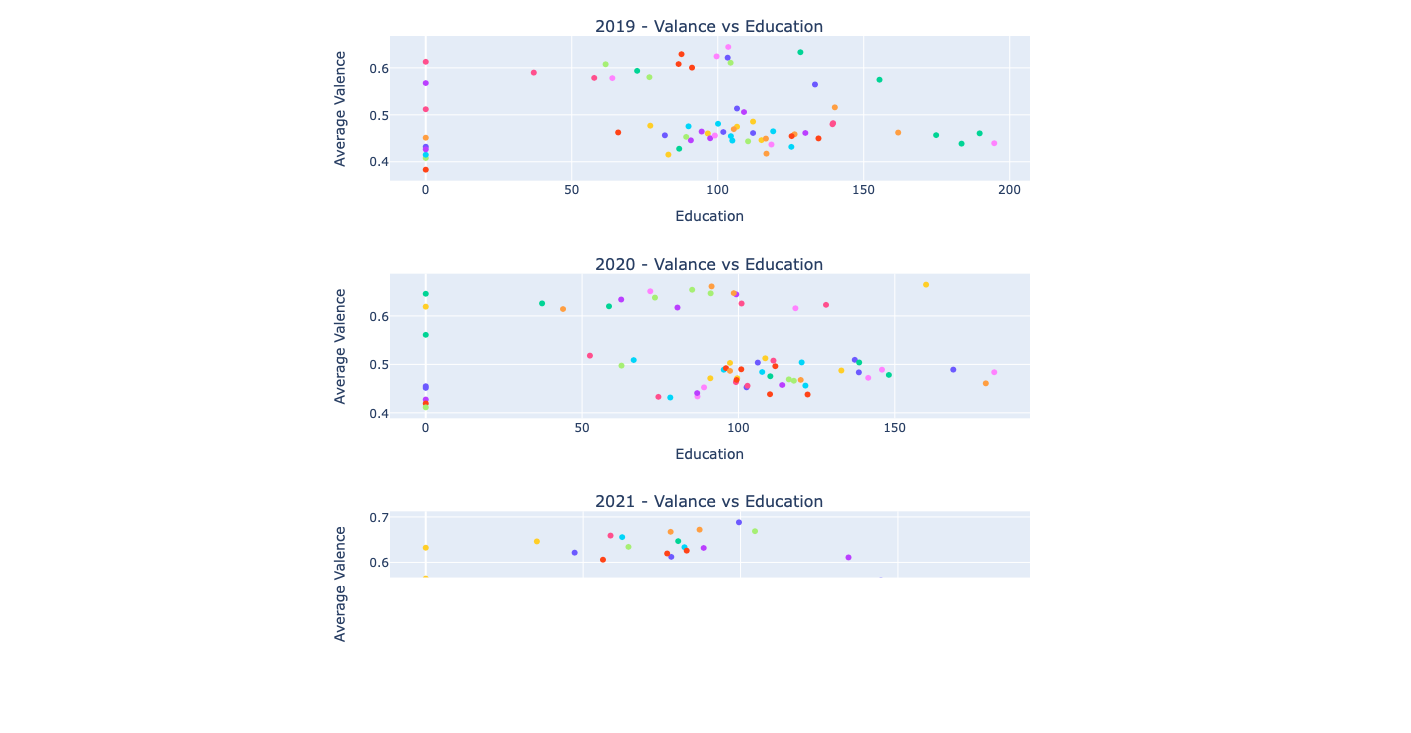 2019 - Valance vs Education
Average Valence
0.6
0.5
0.4
0 50 100 150 200
Education
2020 - Valance vs Education
Average Valence
0.6
0.5
0.4
0 50 100 150
Education
2021 - Valance vs Education
Average Valence
0.7
0.6